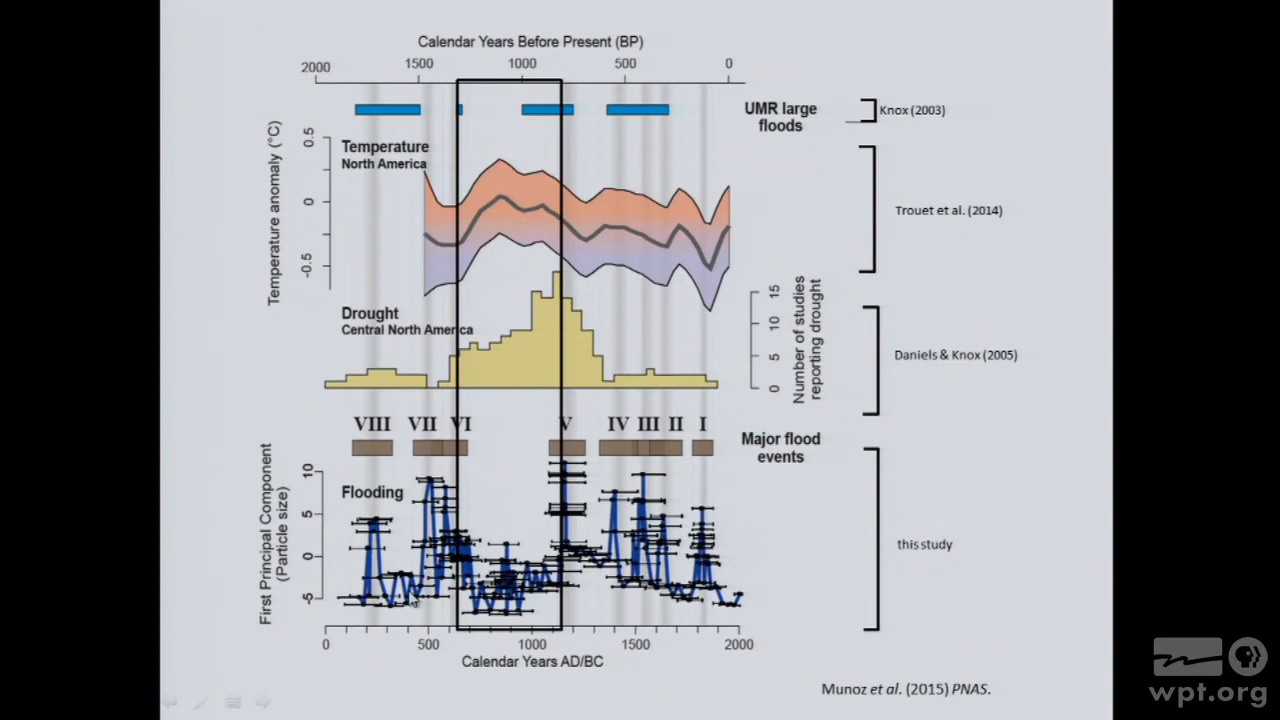 Calendar Years Before Present (BP)
2000 1500 1000 500 0
UMR large
floods
Knox (2003)
Temperature anomaly (°C)
0.5
0
-0.5
Temperature
North America
Trouet et al. (2014)
Drought
Central North America
15
10
5
0
Number of studies
reporting drought
Daniels & Knox (2005)
VIII VII VI V IV III II I
Major flood
events
First Principal Component
(Particle size)
10
5
0
-5
Flooding
this study
0 500 1000 1500 2000
Calendar Years AD/BC
Munoz et al. (2015) PNAS.
PBS
wpt.org